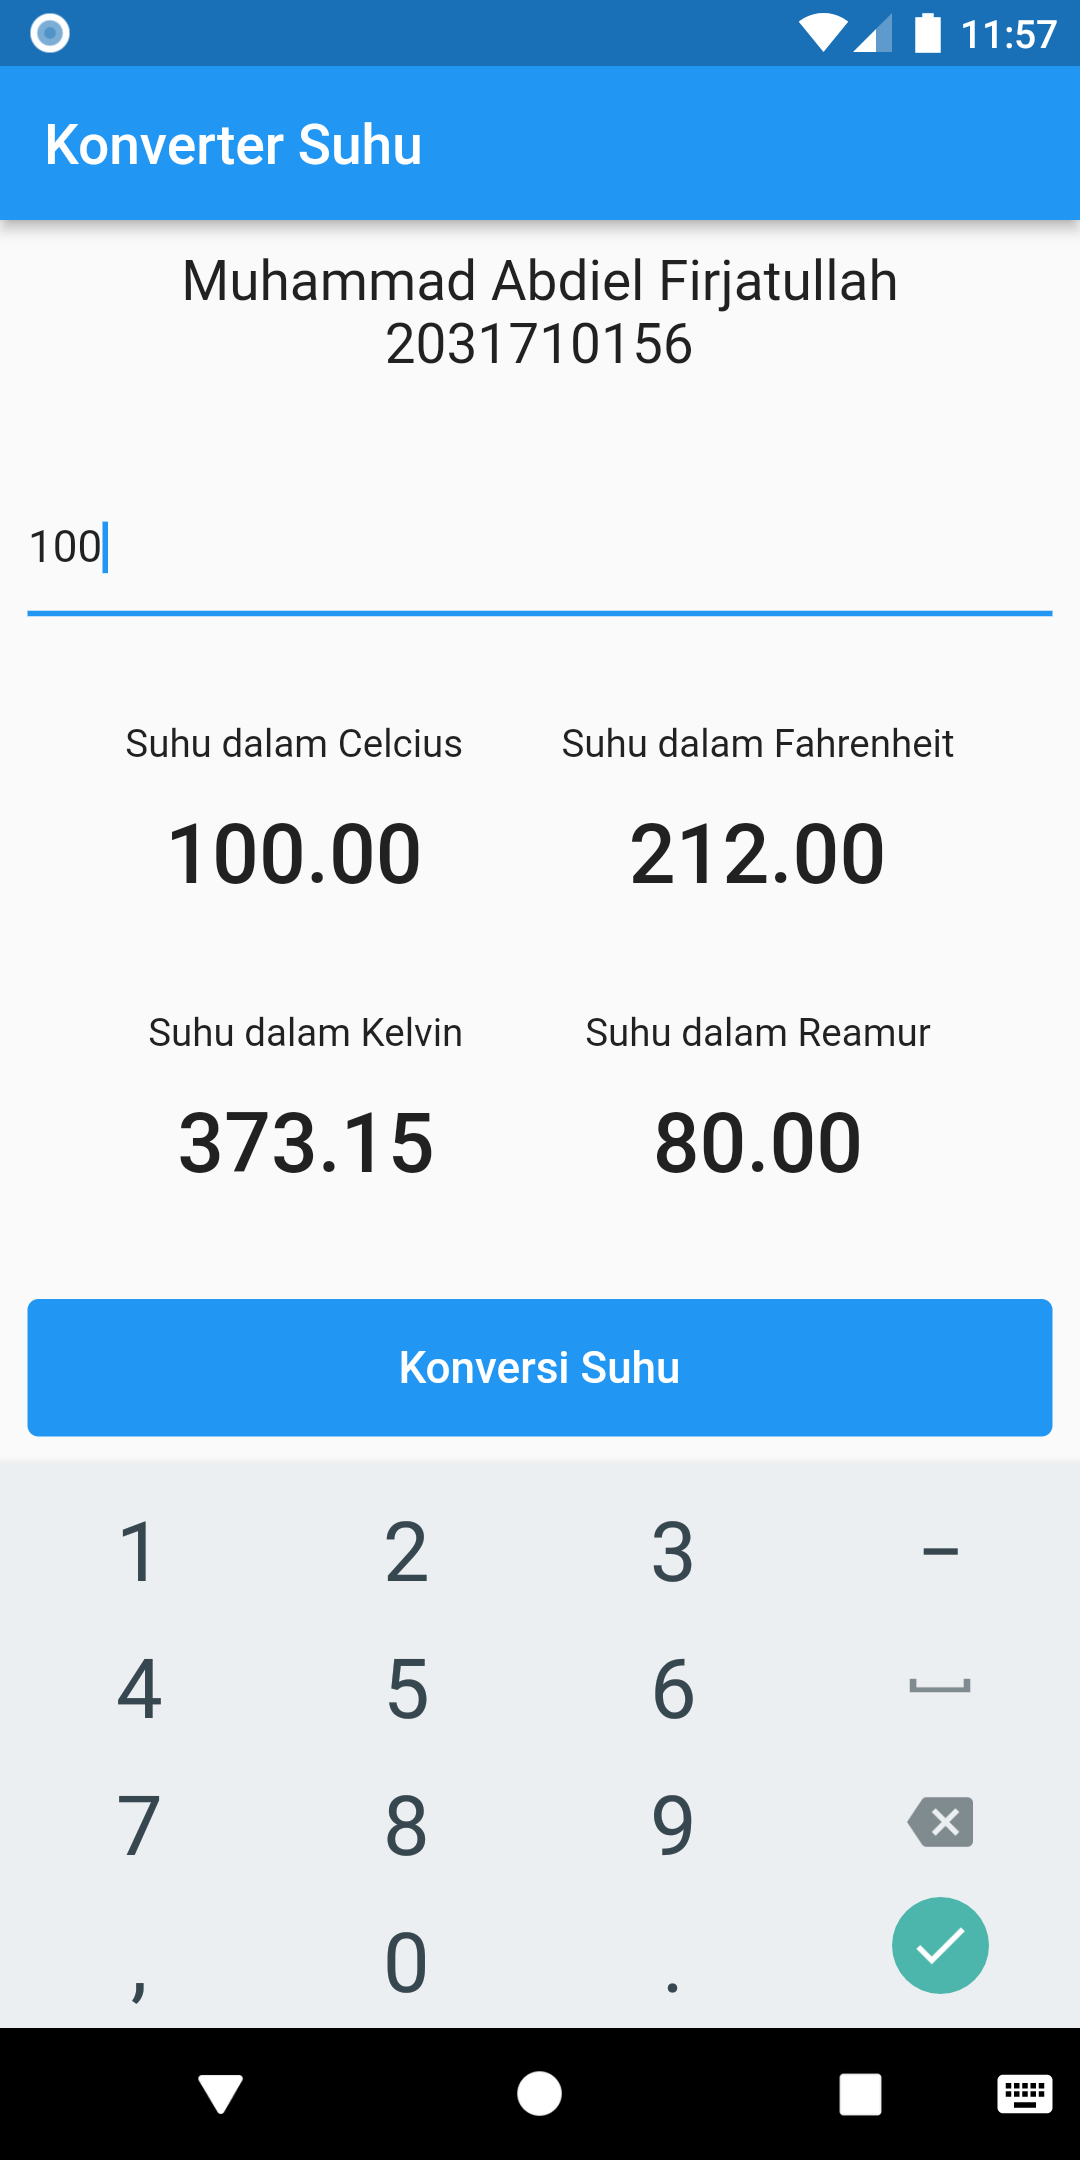 11:57
Konverter Suhu
Muhammad Abdiel Firjatullah
2031710156
100
Suhu dalam Celcius
Suhu dalam Fahrenheit
100.00
212.00
Suhu dalam Kelvin
Suhu dalam Reamur
373.15
80.00
Konversi Suhu
1 2 3 –
4 5 6
7 8 9
, 0 .